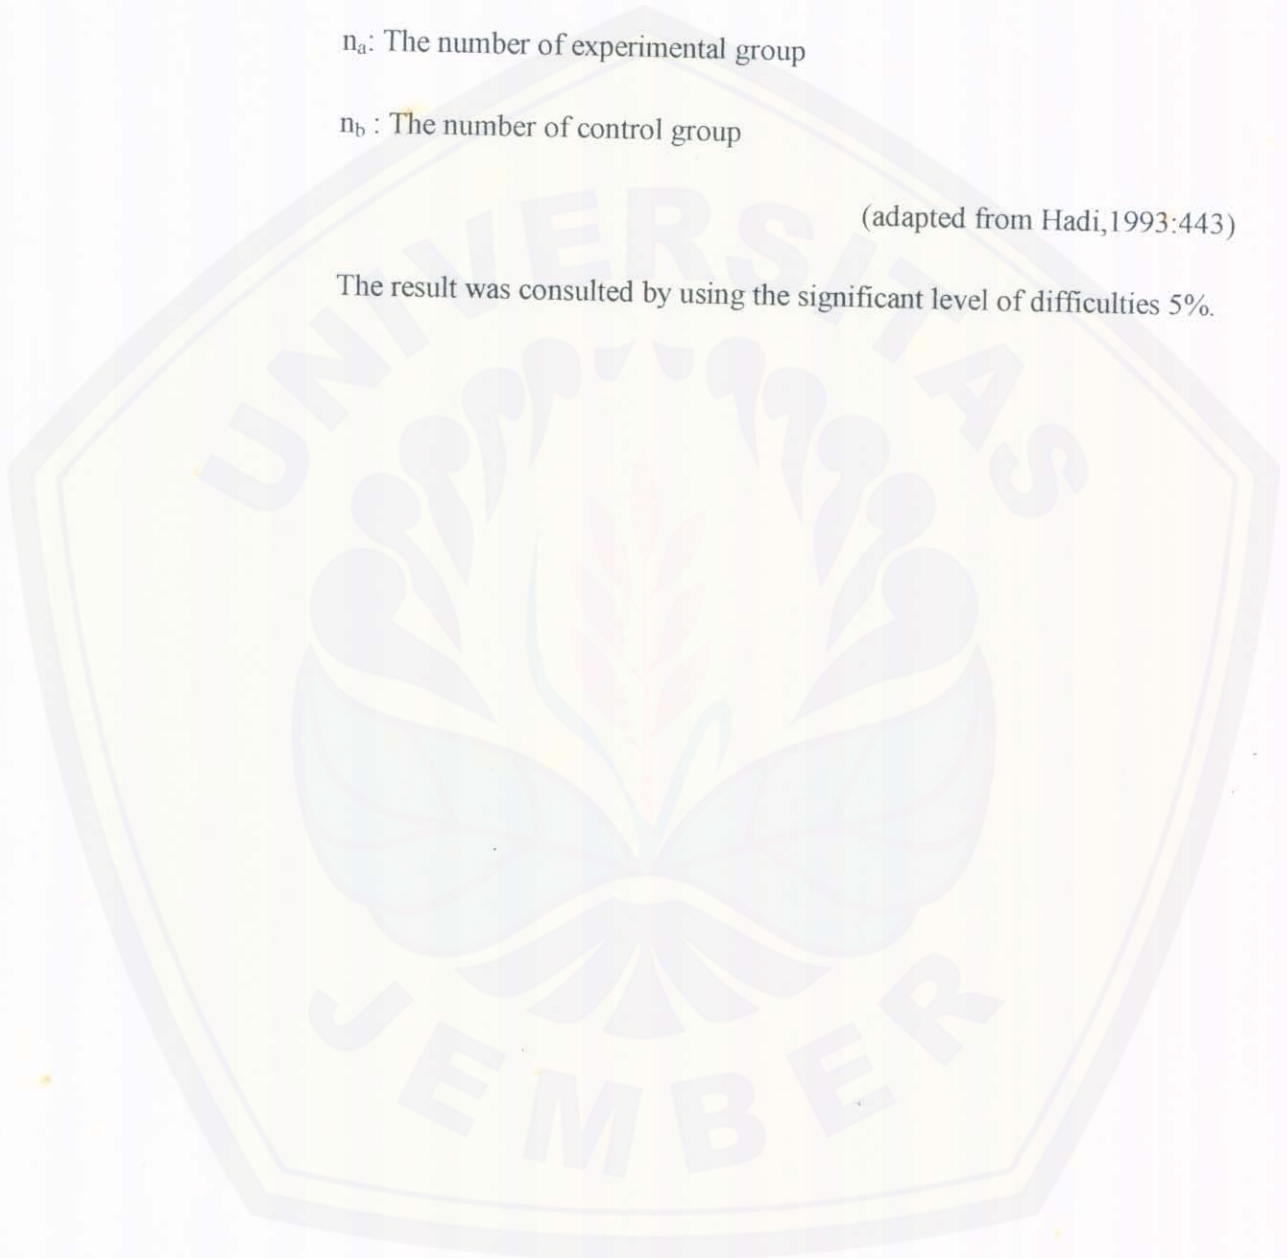 nₐ: The number of experimental group
n_b : The number of control group
(adapted from Hadi,1993:443)
The result was consulted by using the significant level of difficulties 5%.
UNIVERSITAS
JEMBER